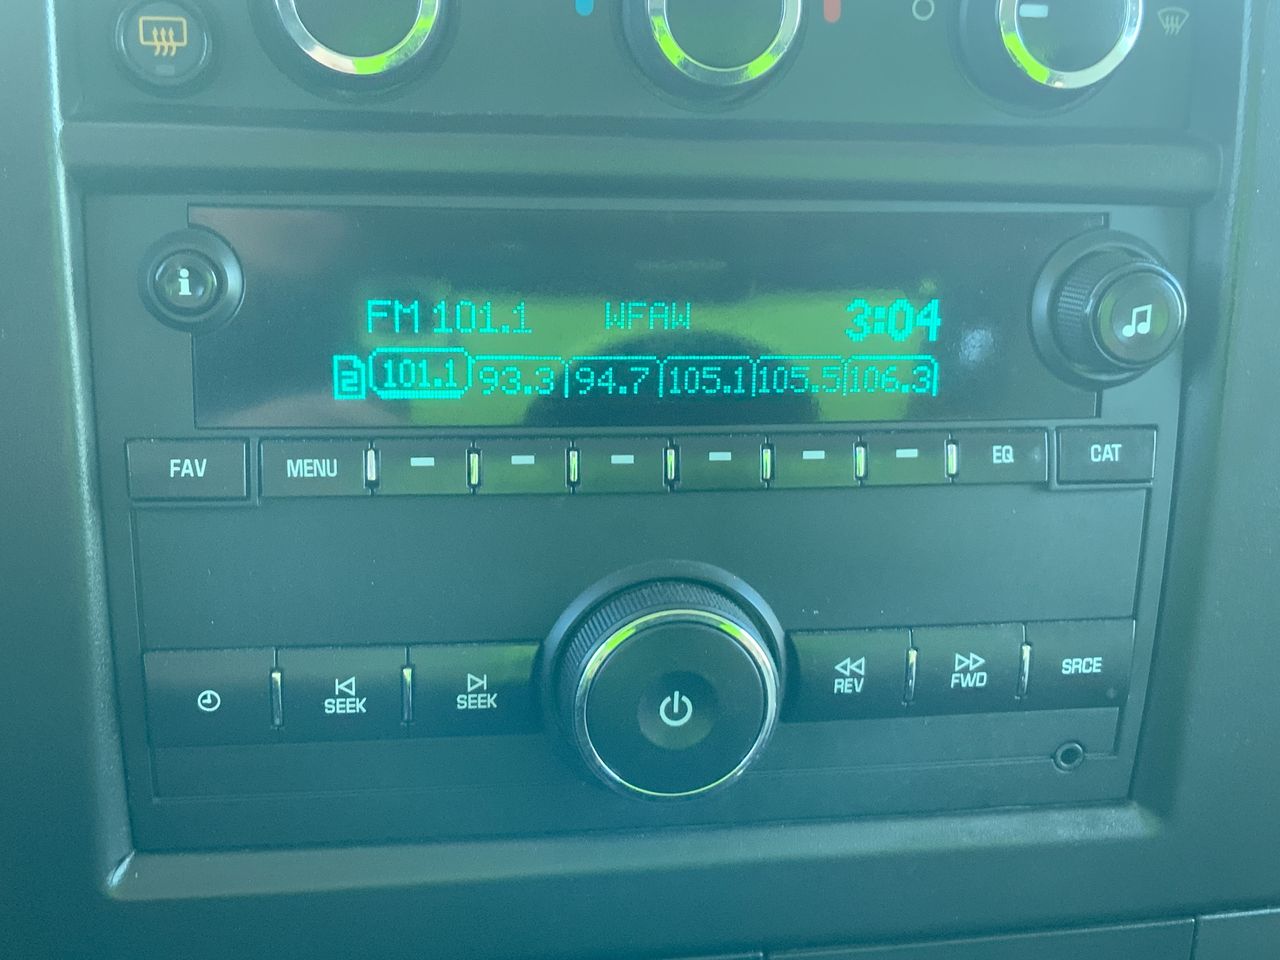 FM 101.1 WFAW 3:04
2 101.1 93.3 94.7 105.1 105.5 106.3
FAV MENU EQ CAT
SEEK SEEK REV FWD SRCE